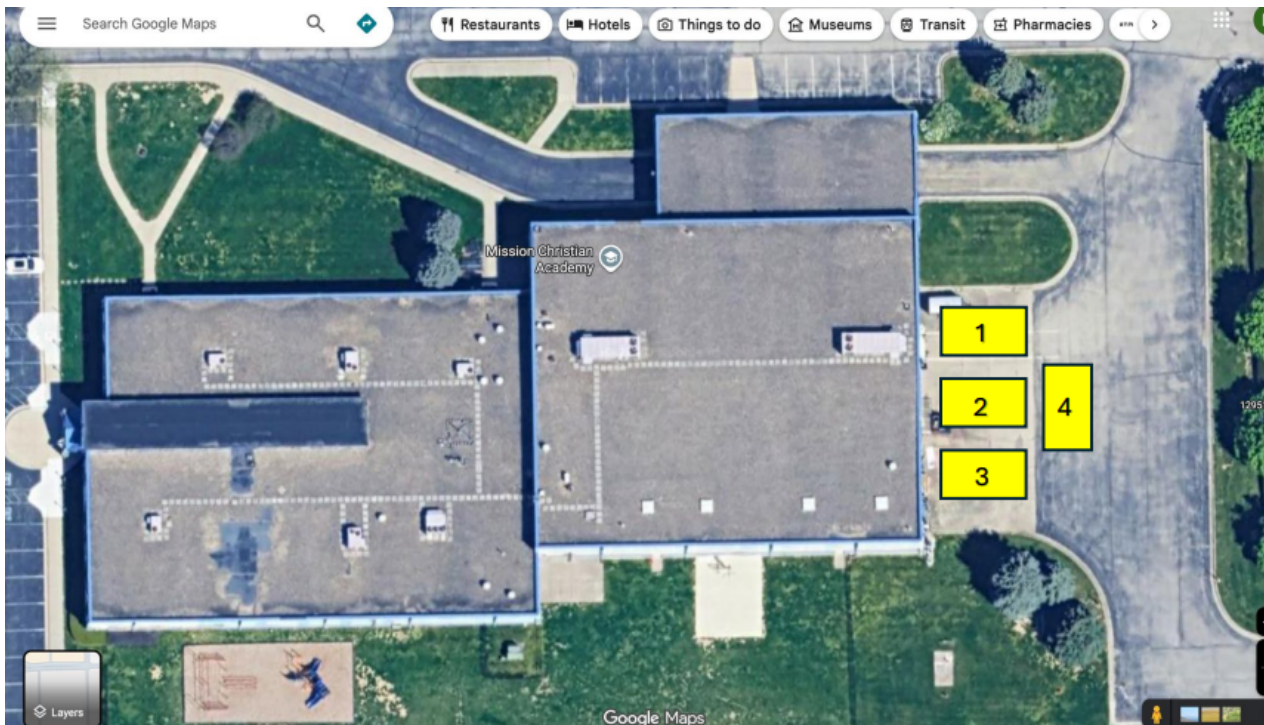 Search Google Maps
Restaurants
Hotels
Things to do
Museums
Transit
Pharmacies
Mission Christian
Academy
1
2
3
4
1295
Layers
Google Maps